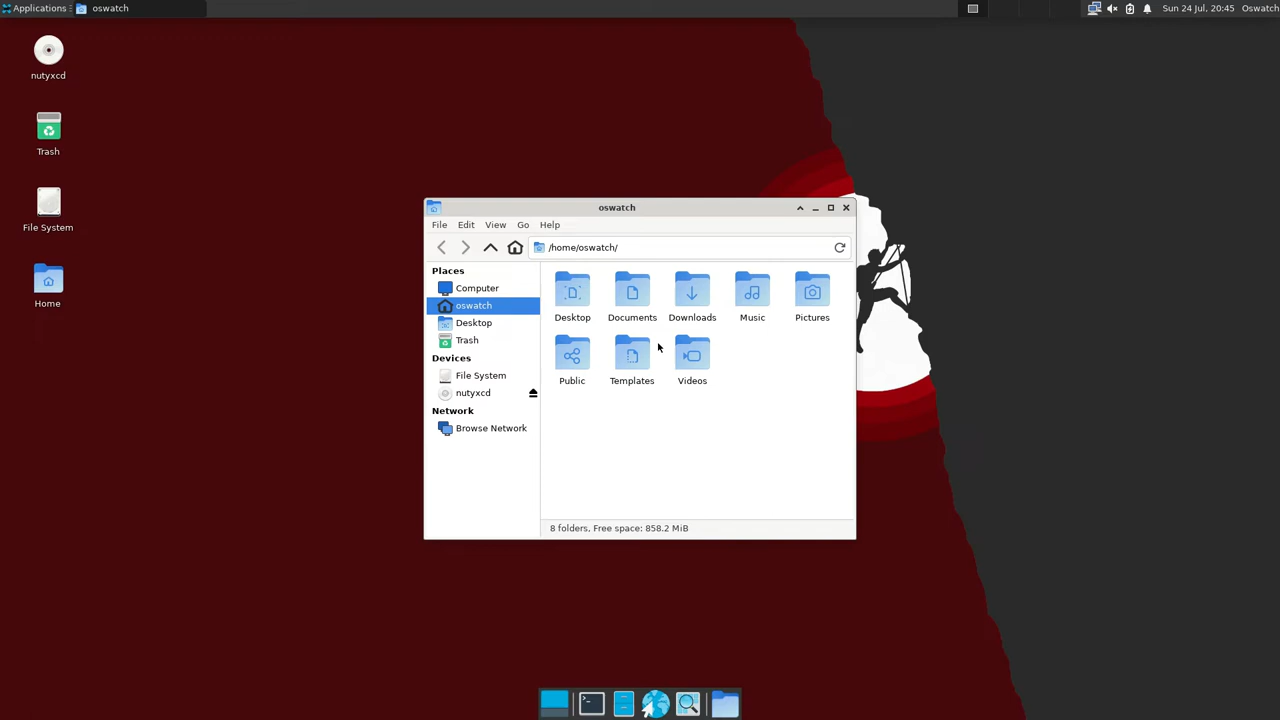 Applications
oswatch
Sun 24 Jul, 20:45
Oswatch
nutyxcd
Trash
File System
Home
oswatch
File Edit View Go Help
/home/oswatch/
Places
Computer
oswatch
Desktop
Trash
Devices
File System
nutyxcd
Network
Browse Network
Desktop Documents Downloads Music Pictures
Public Templates Videos
8 folders, Free space: 858.2 MiB